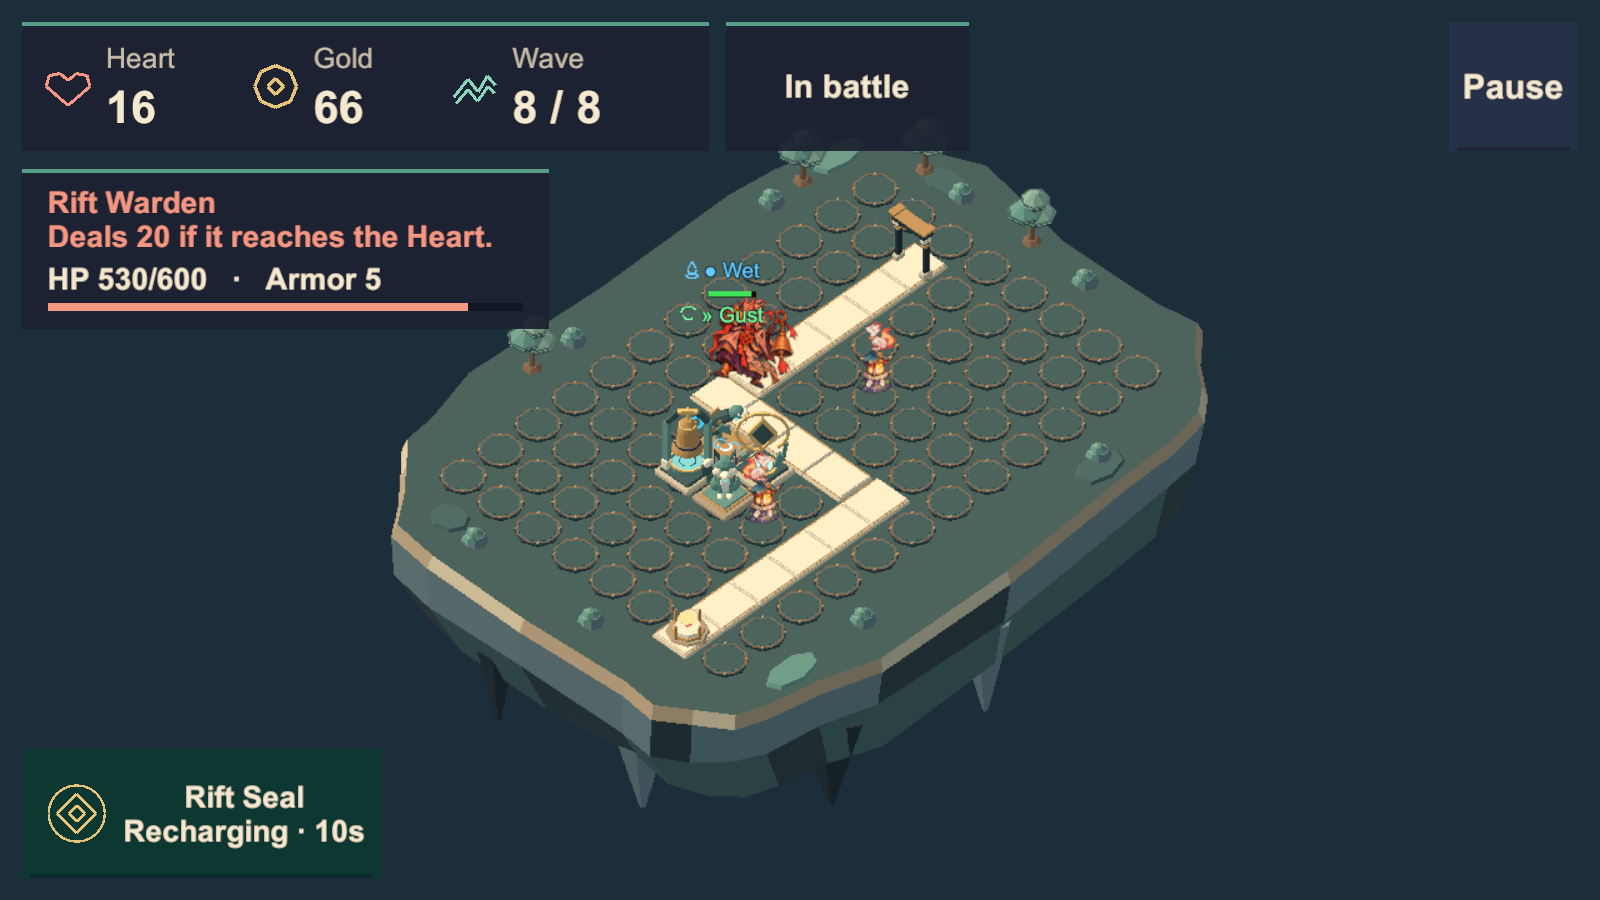 Heart
16
Gold
66
Wave
8 / 8
In battle
Pause
Rift Warden
Deals 20 if it reaches the Heart.
HP 530/600 · Armor 5
● Wet
» Gust
Rift Seal
Recharging · 10s